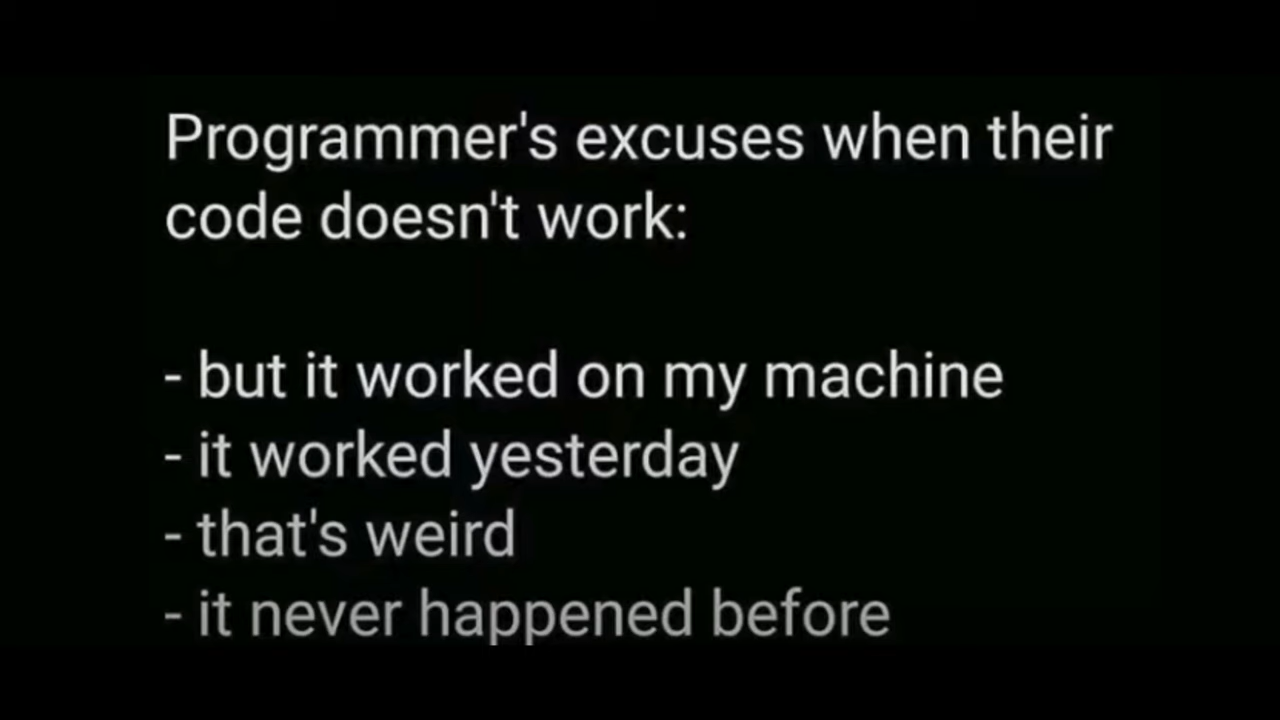 Programmer's excuses when their
code doesn't work:
- but it worked on my machine
- it worked yesterday
- that's weird
- it never happened before